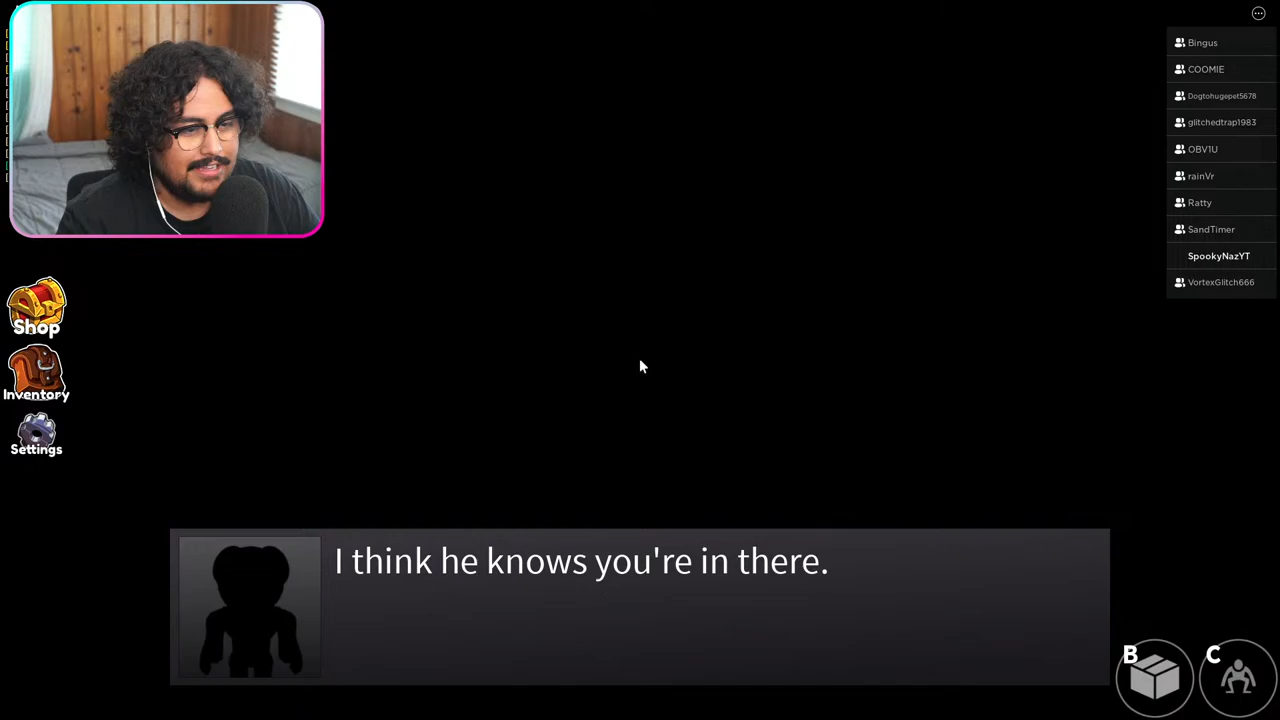 Bingus
COOMIE
Dogtohugepet5678
glitchedtrap1983
OBV1U
rainVr
Ratty
SandTimer
SpookyNazYT
VortexGlitch666
Shop
Inventory
Settings
I think he knows you're in there.
B
C